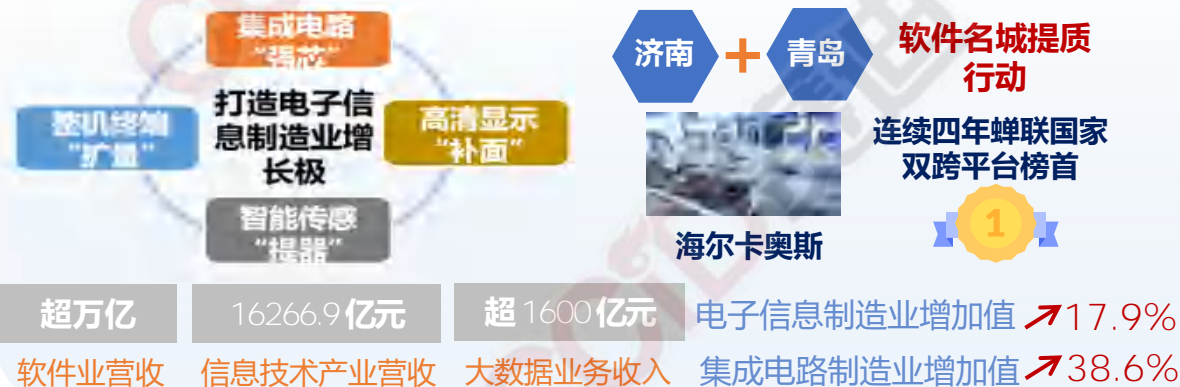 集成电路
“强芯”
整机终端
“扩量”
打造电子信
息制造业增
长极
高清显示
“补面”
智能传感
“提器”
济南
+
青岛
软件名城提质
行动
连续四年蝉联国家
双跨平台榜首
1
海尔卡奥斯
超万亿
软件业营收
16266.9亿元
信息技术产业营收
超1600亿元
大数据业务收入
电子信息制造业增加值 17.9%
集成电路制造业增加值 38.6%